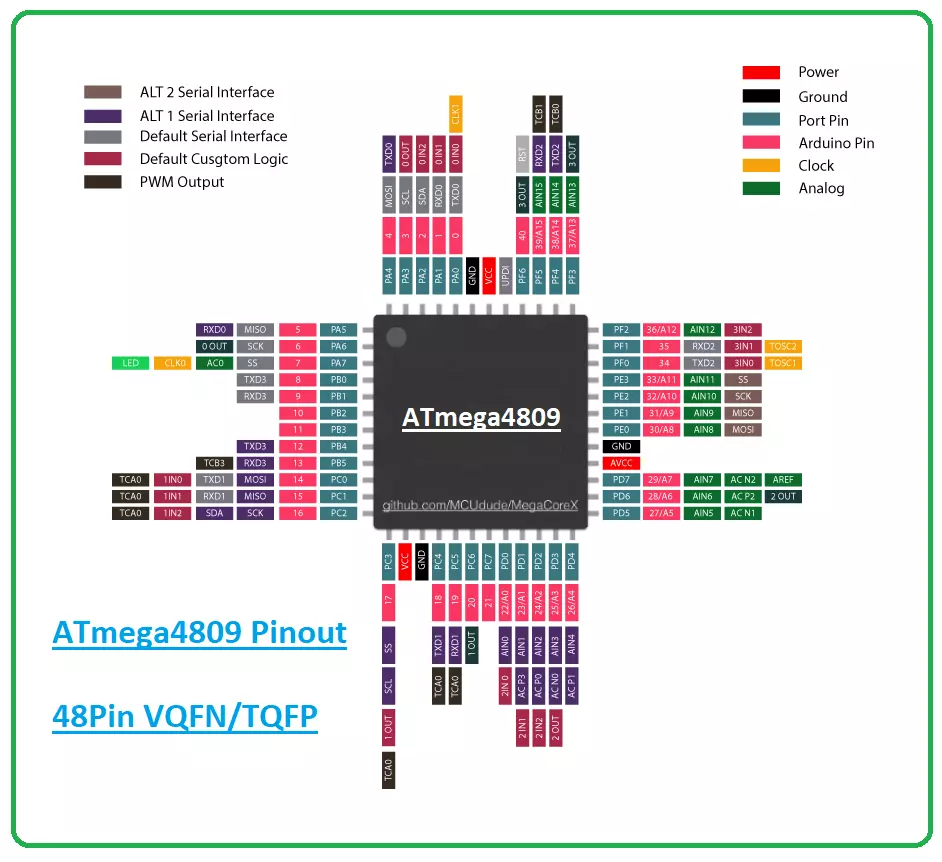 ALT 2 Serial Interface
ALT 1 Serial Interface
Default Serial Interface
Default Cusgtom Logic
PWM Output
Power
Ground
Port Pin
Arduino Pin
Clock
Analog
CLK1 TCB1 TCB0
TXD0 0 OUT 0 IN2 0 IN1 0 IN0 RST RXD2 TXD2 3 OUT
MOSI SCL SDA RXD0 TXD0 3 OUT AIN15 AIN14 AIN13
4 3 2 1 0 40 39/A15 38/A14 37/A13
PA4 PA3 PA2 PA1 PA0 GND VCC UPDI PF6 PF5 PF4 PF3
RXD0 MISO 5 PA5
0 OUT SCK 6 PA6
LED CLK0 AC0 SS 7 PA7
TXD3 8 PB0
RXD3 9 PB1
10 PB2
11 PB3
TXD3 12 PB4
TCB3 RXD3 13 PB5
TCA0 1IN0 TXD1 MOSI 14 PC0
TCA0 1IN1 RXD1 MISO 15 PC1
TCA0 1IN2 SDA SCK 16 PC2
ATmega4809
github.com/MCUdude/MegaCoreX
PF2 36/A12 AIN12 3IN2
PF1 35 RXD2 3IN1 TOSC2
PF0 34 TXD2 3IN0 TOSC1
PE3 33/A11 AIN11 SS
PE2 32/A10 AIN10 SCK
PE1 31/A9 AIN9 MISO
PE0 30/A8 AIN8 MOSI
GND
AVCC
PD7 29/A7 AIN7 AC N2 AREF
PD6 28/A6 AIN6 AC P2 2 OUT
PD5 27/A5 AIN5 AC N1
PC3 VCC GND PC4 PC5 PC6 PC7 PD0 PD1 PD2 PD3 PD4
17 18 19 20 21 22/A0 23/A1 24/A2 25/A3 26/A4
SS TXD1 RXD1 1 OUT AIN0 AIN1 AIN2 AIN3 AIN4
SCL TCA0 TCA0 2IN 0 AC P3 AC P0 AC N0 AC P1
1 OUT 2 IN1 2 IN2 2 OUT
TCA0
ATmega4809 Pinout
48Pin VQFN/TQFP